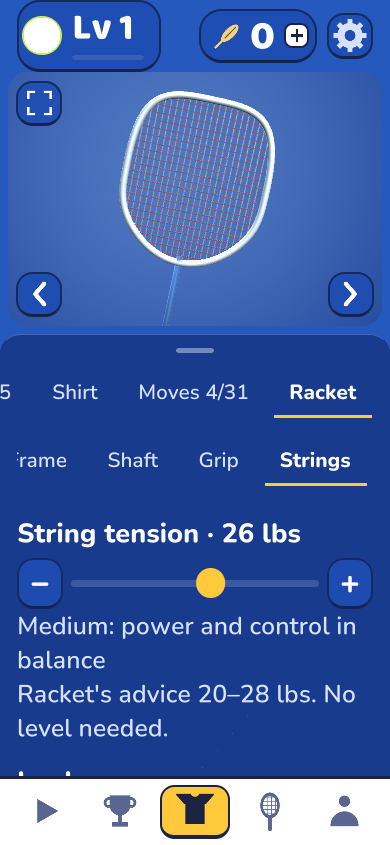 Lv 1
0
5 Shirt Moves 4/31 Racket
Frame Shaft Grip Strings
String tension · 26 lbs
Medium: power and control in
balance
Racket's advice 20–28 lbs. No
level needed.